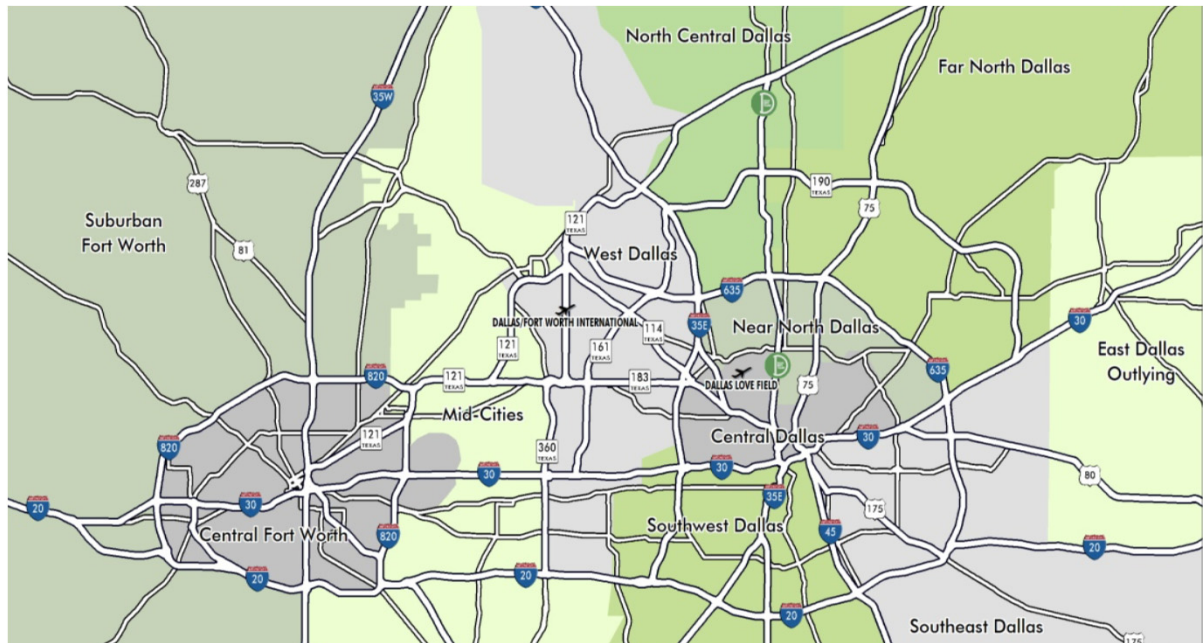 North Central Dallas
Far North Dallas
35W
287
190
TEXAS
Suburban
Fort Worth
75
121
TEXAS
81
West Dallas
635
DALLAS/FORT WORTH INTERNATIONAL
35E
Near North Dallas
30
114
TEXAS
121
TEXAS
161
TEXAS
East Dallas
Outlying
820
121
TEXAS
183
TEXAS
DALLAS LOVE FIELD
75
635
Mid-Cities
121
TEXAS
Central Dallas
30
820
360
TEXAS
30
30
80
20
30
35E
Southwest Dallas
175
45
Central Fort Worth
820
20
20
20
20
Southeast Dallas
175